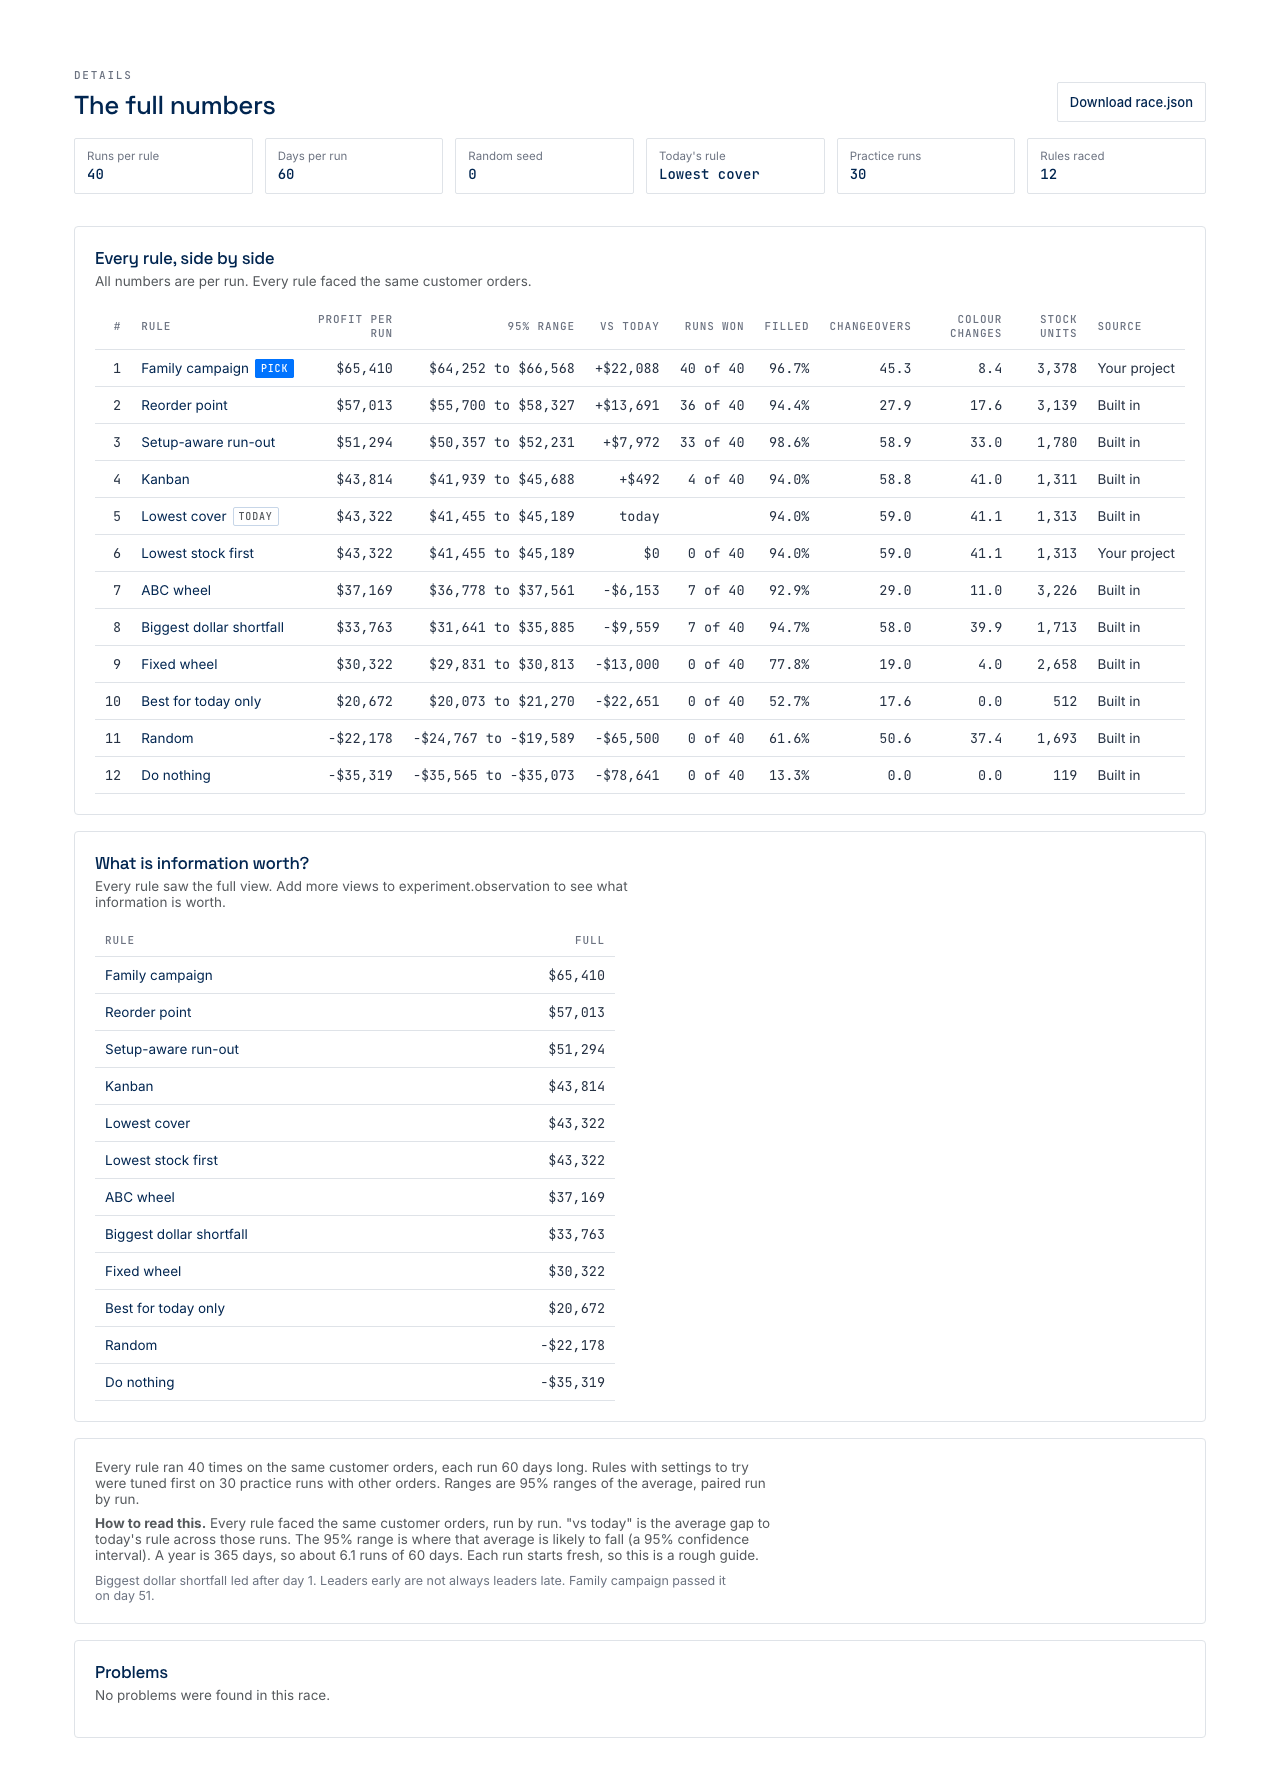 DETAILS
The full numbers
Download race.json
Runs per rule
40
Days per run
60
Random seed
0
Today's rule
Lowest cover
Practice runs
30
Rules raced
12
Every rule, side by side
All numbers are per run. Every rule faced the same customer orders.
# RULE PROFIT PER RUN 95% RANGE VS TODAY RUNS WON FILLED CHANGEOVERS COLOUR CHANGES STOCK UNITS SOURCE
1 Family campaign PICK $65,410 $64,252 to $66,568 +$22,088 40 of 40 96.7% 45.3 8.4 3,378 Your project
2 Reorder point $57,013 $55,700 to $58,327 +$13,691 36 of 40 94.4% 27.9 17.6 3,139 Built in
3 Setup-aware run-out $51,294 $50,357 to $52,231 +$7,972 33 of 40 98.6% 58.9 33.0 1,780 Built in
4 Kanban $43,814 $41,939 to $45,688 +$492 4 of 40 94.0% 58.8 41.0 1,311 Built in
5 Lowest cover TODAY $43,322 $41,455 to $45,189 today 94.0% 59.0 41.1 1,313 Built in
6 Lowest stock first $43,322 $41,455 to $45,189 $0 0 of 40 94.0% 59.0 41.1 1,313 Your project
7 ABC wheel $37,169 $36,778 to $37,561 -$6,153 7 of 40 92.9% 29.0 11.0 3,226 Built in
8 Biggest dollar shortfall $33,763 $31,641 to $35,885 -$9,559 7 of 40 94.7% 58.0 39.9 1,713 Built in
9 Fixed wheel $30,322 $29,831 to $30,813 -$13,000 0 of 40 77.8% 19.0 4.0 2,658 Built in
10 Best for today only $20,672 $20,073 to $21,270 -$22,651 0 of 40 52.7% 17.6 0.0 512 Built in
11 Random -$22,178 -$24,767 to -$19,589 -$65,500 0 of 40 61.6% 50.6 37.4 1,693 Built in
12 Do nothing -$35,319 -$35,565 to -$35,073 -$78,641 0 of 40 13.3% 0.0 0.0 119 Built in
What is information worth?
Every rule saw the full view. Add more views to experiment.observation to see what
information is worth.
RULE FULL
Family campaign $65,410
Reorder point $57,013
Setup-aware run-out $51,294
Kanban $43,814
Lowest cover $43,322
Lowest stock first $43,322
ABC wheel $37,169
Biggest dollar shortfall $33,763
Fixed wheel $30,322
Best for today only $20,672
Random -$22,178
Do nothing -$35,319
Every rule ran 40 times on the same customer orders, each run 60 days long. Rules with settings to try
were tuned first on 30 practice runs with other orders. Ranges are 95% ranges of the average, paired run
by run.
How to read this. Every rule faced the same customer orders, run by run. "vs today" is the average gap to
today's rule across those runs. The 95% range is where that average is likely to fall (a 95% confidence
interval). A year is 365 days, so about 6.1 runs of 60 days. Each run starts fresh, so this is a rough guide.
Biggest dollar shortfall led after day 1. Leaders early are not always leaders late. Family campaign passed it
on day 51.
Problems
No problems were found in this race.